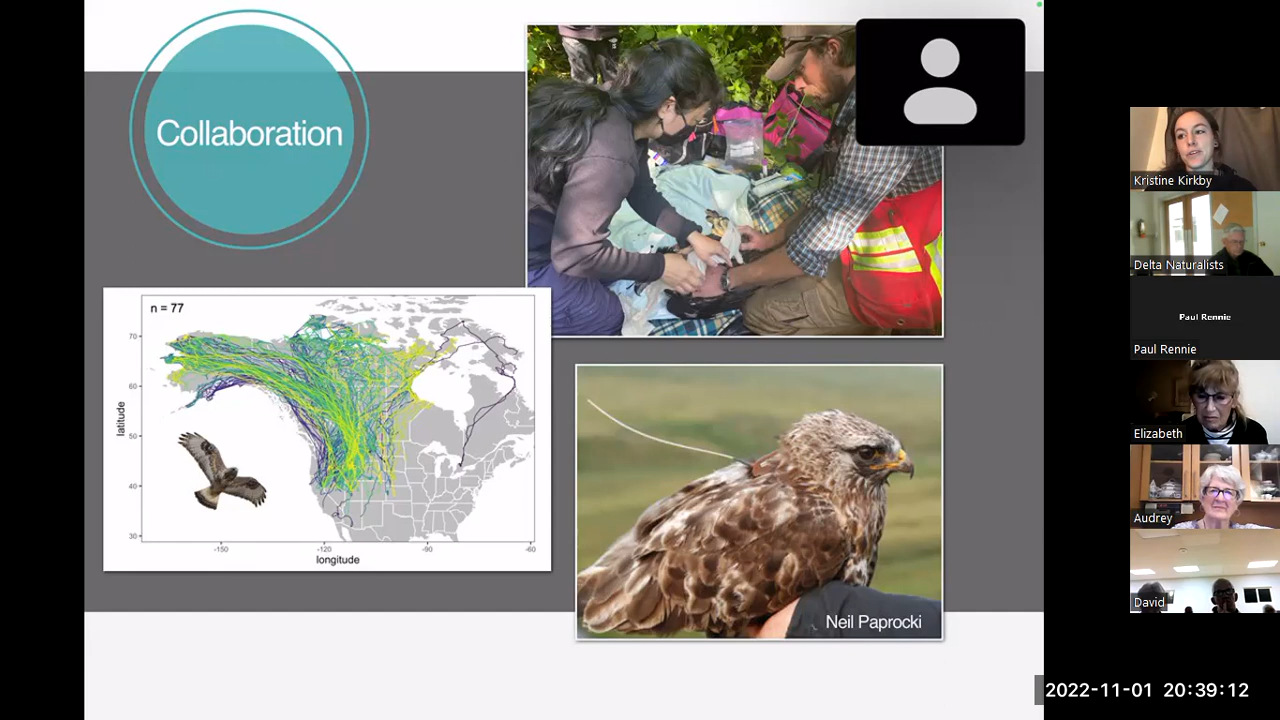 Collaboration
n = 77
70
60
50
40
30
latitude
-150
-120
-90
-60
longitude
Neil Paprocki
Kristine Kirkby
Delta Naturalists
Paul Rennie
Paul Rennie
Elizabeth
Audrey
David
2022-11-01 20:39:12